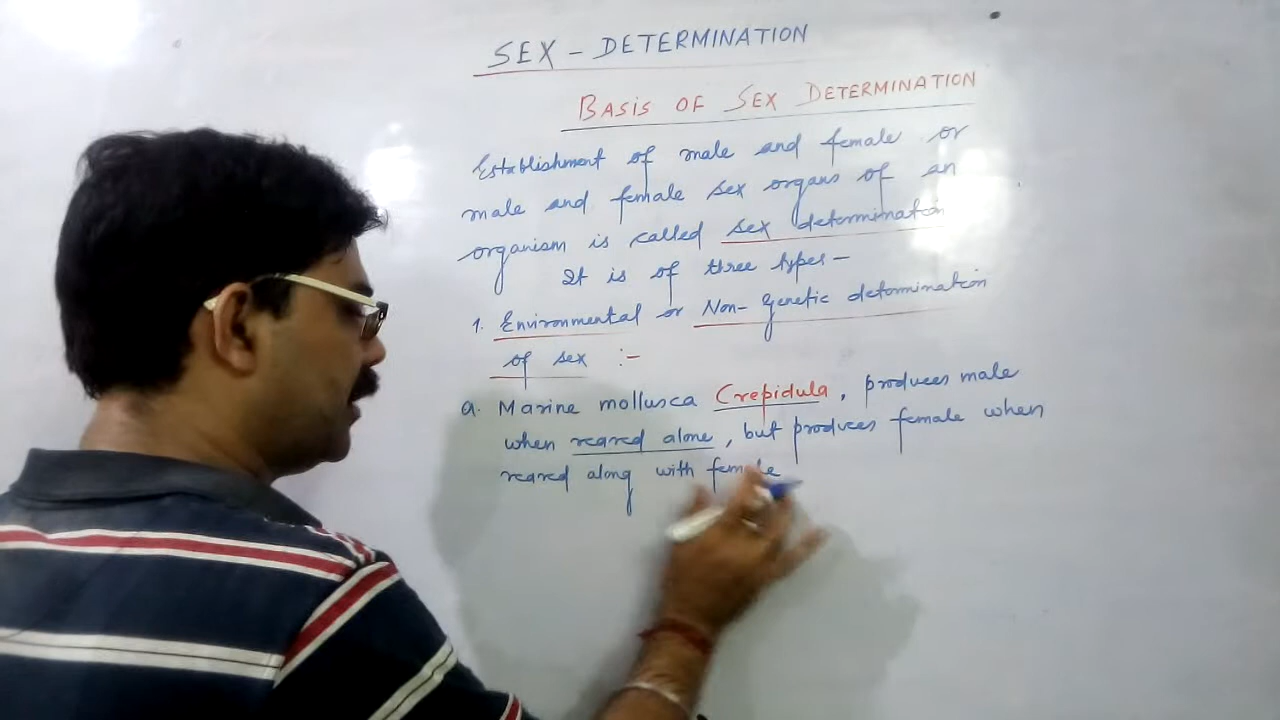 SEX - DETERMINATION
BASIS OF SEX DETERMINATION
Establishment of male and female or
male and female sex organs of an
organism is called sex determination
It is of three types -
1. Environmental or Non- Genetic determination
of sex :-
a. Marine mollusca Crepidula, produces male
when reared alone, but produces female when
reared along with female